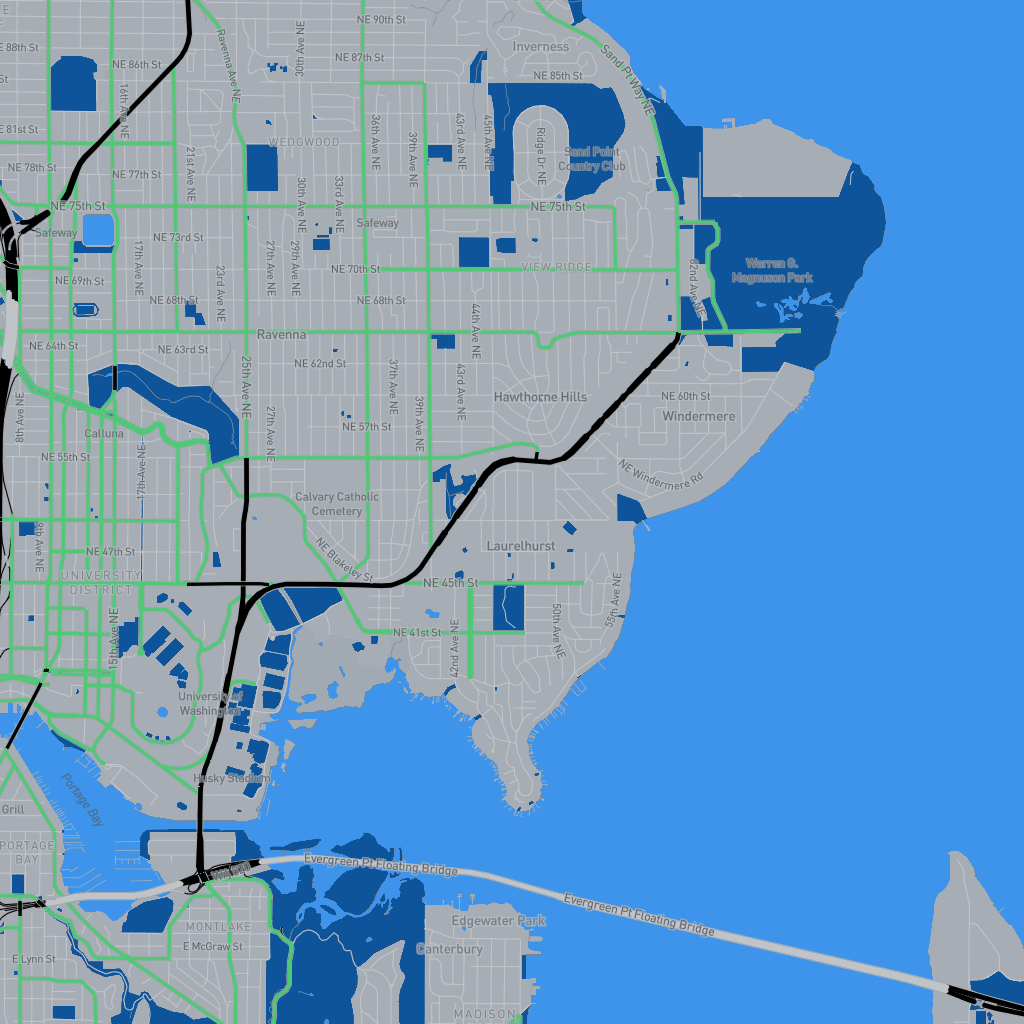 NE 90th St
Inverness
E 88th St
NE 86th St
NE 87th St
NE 85th St
Ravenna Ave NE
30th Ave NE
Sand Pt Way NE
16th Ave NE
E 81st St
WEDGWOOD
36th Ave NE
39th Ave NE
43rd Ave NE
45th Ave NE
Ridge Dr NE
Sand Point
Country Club
NE 78th St
NE 77th St
21st Ave NE
30th Ave NE
33rd Ave NE
NE 75th St
NE 75th St
Safeway
Safeway
NE 73rd St
17th Ave NE
27th Ave NE
29th Ave NE
NE 70th St
VIEW RIDGE
62nd Ave NE
Warren G.
Magnuson Park
NE 69th St
23rd Ave NE
NE 68th St
NE 68th St
44th Ave NE
Ravenna
NE 64th St
NE 63rd St
NE 62nd St
25th Ave NE
37th Ave NE
43rd Ave NE
Hawthorne Hills
NE 60th St
Windermere
8th Ave NE
27th Ave NE
39th Ave NE
Calluna
NE 57th St
NE 55th St
17th Ave NE
NE Windermere Rd
Calvary Catholic
Cemetery
15th Ave NE
NE 47th St
NE Blakeley St
Laurelhurst
UNIVERSITY
DISTRICT
NE 45th St
55th Ave NE
15th Ave NE
NE 41st St
42nd Ave NE
50th Ave NE
University of
Washington
Husky Stadium
Portage Bay
Grill
PORTAGE
BAY
Evergreen Pt Floating Bridge
Evergreen Pt Floating Bridge
MONTLAKE
Edgewater Park
E McGraw St
Canterbury
E Lynn St
MADISON